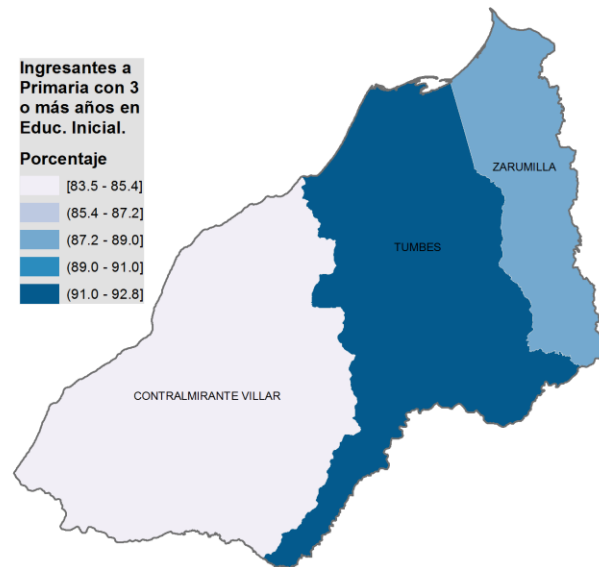 Ingresantes a
Primaria con 3
o más años en
Educ. Inicial.
Porcentaje
[83.5 - 85.4]
(85.4 - 87.2]
(87.2 - 89.0]
(89.0 - 91.0]
(91.0 - 92.8]
ZARUMILLA
TUMBES
CONTRALMIRANTE VILLAR